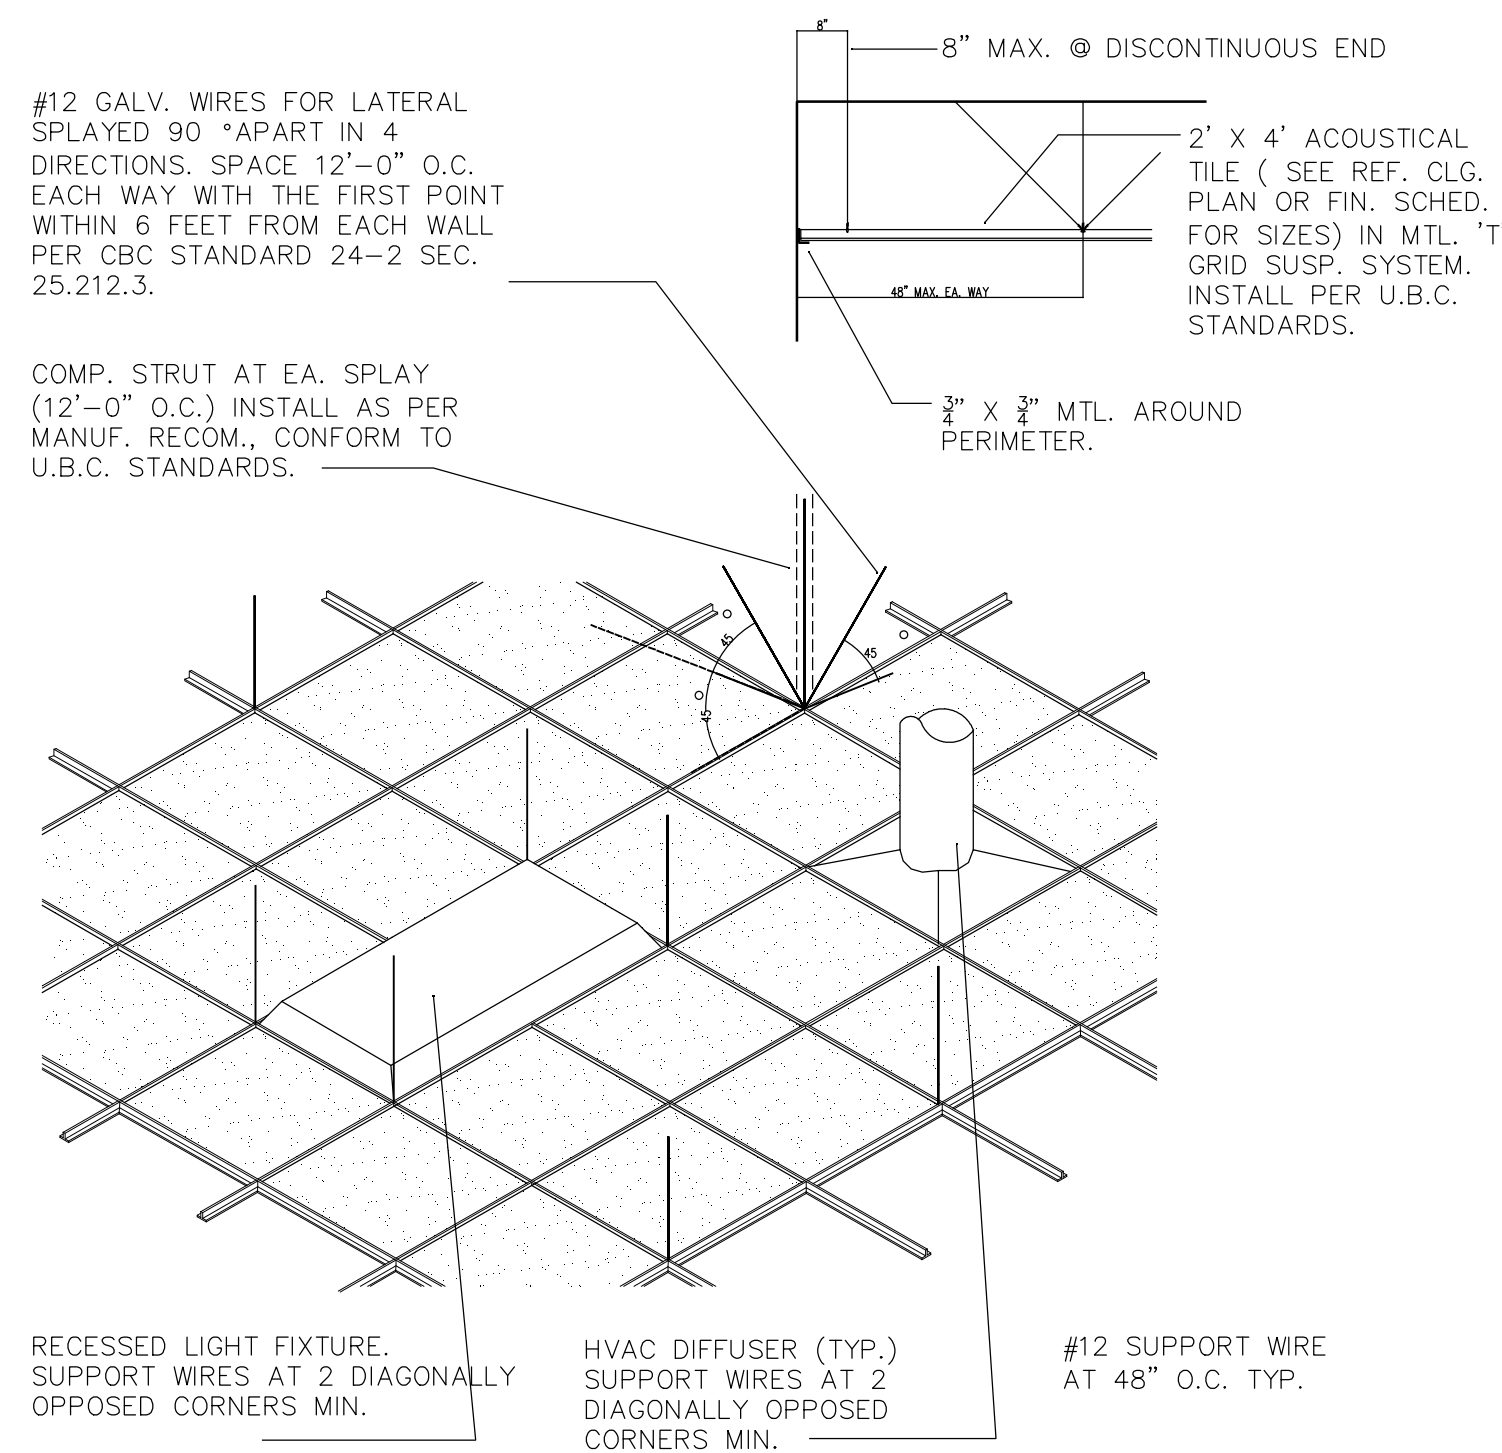 8"
8" MAX. @ DISCONTINUOUS END
#12 GALV. WIRES FOR LATERAL
SPLAYED 90 °APART IN 4
DIRECTIONS. SPACE 12'-0" O.C.
EACH WAY WITH THE FIRST POINT
WITHIN 6 FEET FROM EACH WALL
PER CBC STANDARD 24-2 SEC.
25.212.3.
2' X 4' ACOUSTICAL
TILE ( SEE REF. CLG.
PLAN OR FIN. SCHED.
FOR SIZES) IN MTL. 'T
GRID SUSP. SYSTEM.
INSTALL PER U.B.C.
STANDARDS.
48" MAX. EA. WAY
COMP. STRUT AT EA. SPLAY
(12'-0" O.C.) INSTALL AS PER
MANUF. RECOM., CONFORM TO
U.B.C. STANDARDS.
3/4" X 3/4" MTL. AROUND
PERIMETER.
45
45
45
RECESSED LIGHT FIXTURE.
SUPPORT WIRES AT 2 DIAGONALLY
OPPOSED CORNERS MIN.
HVAC DIFFUSER (TYP.)
SUPPORT WIRES AT 2
DIAGONALLY OPPOSED
CORNERS MIN.
#12 SUPPORT WIRE
AT 48" O.C. TYP.